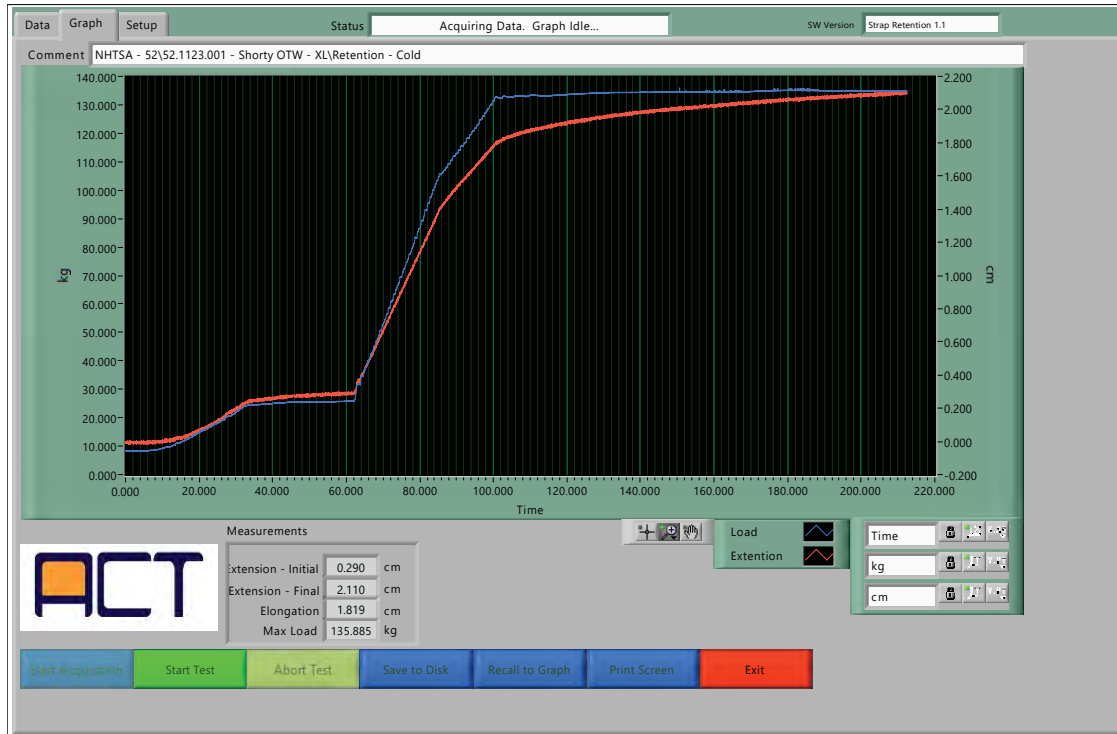 Data Graph Setup Status Acquiring Data. Graph Idle... SW Version Strap Retention 1.1
Comment NHTSA - 52\52.1123.001 - Shorty OTW - XL\Retention - Cold
140.000
130.000
120.000
110.000
100.000
90.000
80.000
70.000
60.000
50.000
40.000
30.000
20.000
10.000
0.000
kg
2.200
2.000
1.800
1.600
1.400
1.200
1.000
0.800
0.600
0.400
0.200
0.000
-0.200
cm
0.000 20.000 40.000 60.000 80.000 100.000 120.000 140.000 160.000 180.000 200.000 220.000
Time
Measurements
Extension - Initial 0.290 cm
Extension - Final 2.110 cm
Elongation 1.819 cm
Max Load 135.885 kg
Load
Extention
Time
kg
cm
ACT
Start Acquisition Start Test Abort Test Save to Disk Recall to Graph Print Screen Exit